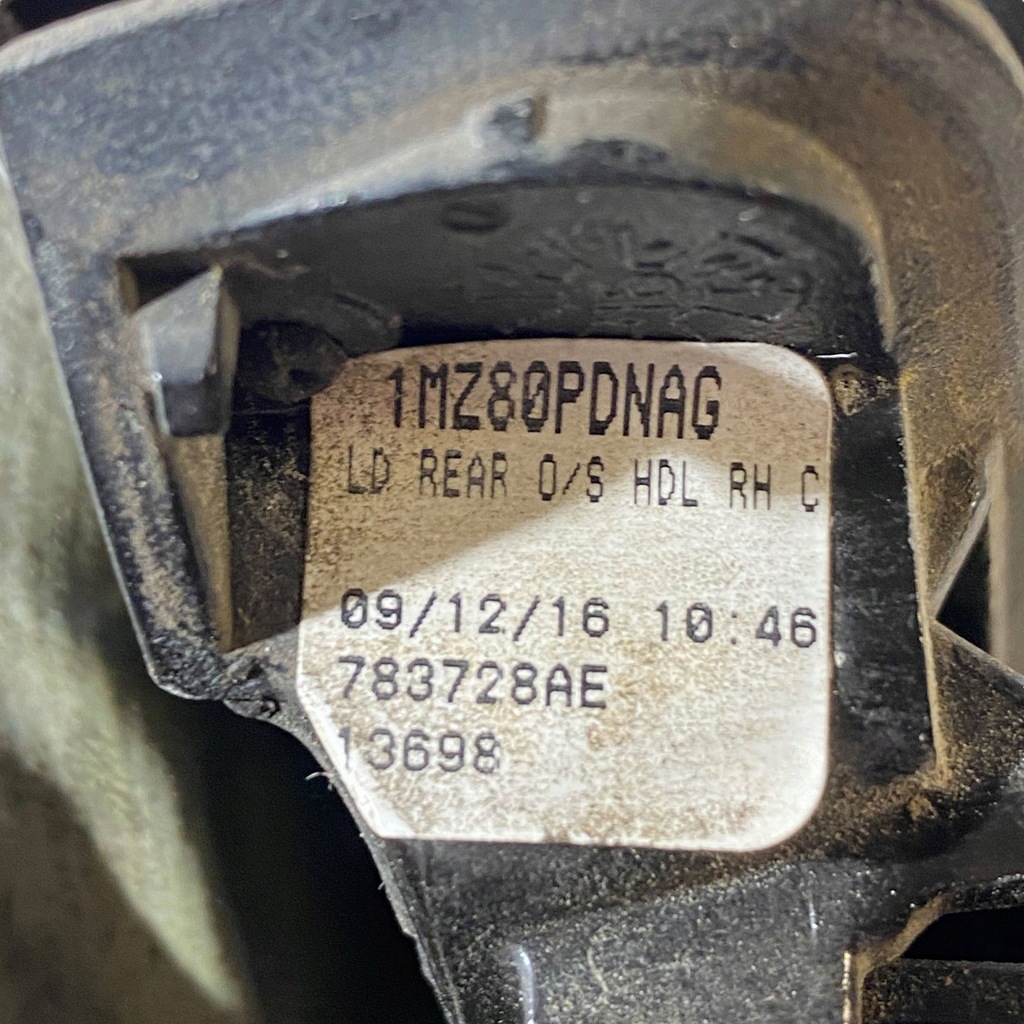 1MZ80PDNAG
LD REAR O/S HDL RH C
09/12/16 10:46
783728AE
13698